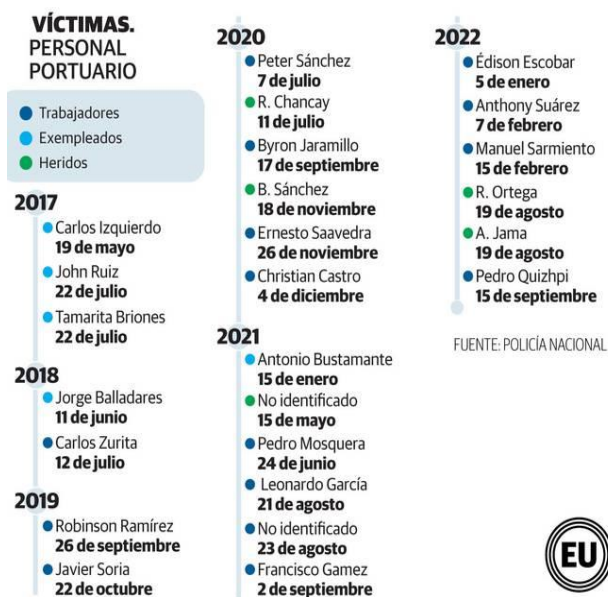 VÍCTIMAS.
PERSONAL
PORTUARIO
Trabajadores
Exempleados
Heridos
2017
Carlos Izquierdo
19 de mayo
John Ruiz
22 de julio
Tamarita Briones
22 de julio
2018
Jorge Balladares
11 de junio
Carlos Zurita
12 de julio
2019
Robinson Ramírez
26 de septiembre
Javier Soria
22 de octubre
2020
Peter Sánchez
7 de julio
R. Chancay
11 de julio
Byron Jaramillo
17 de septiembre
B. Sánchez
18 de noviembre
Ernesto Saavedra
26 de noviembre
Christian Castro
4 de diciembre
2021
Antonio Bustamante
15 de enero
No identificado
15 de mayo
Pedro Mosquera
24 de junio
Leonardo García
21 de agosto
No identificado
23 de agosto
Francisco Gamez
2 de septiembre
2022
Édison Escobar
5 de enero
Anthony Suárez
7 de febrero
Manuel Sarmiento
15 de febrero
R. Ortega
19 de agosto
A. Jama
19 de agosto
Pedro Quizhpi
15 de septiembre
FUENTE: POLICÍA NACIONAL
EU